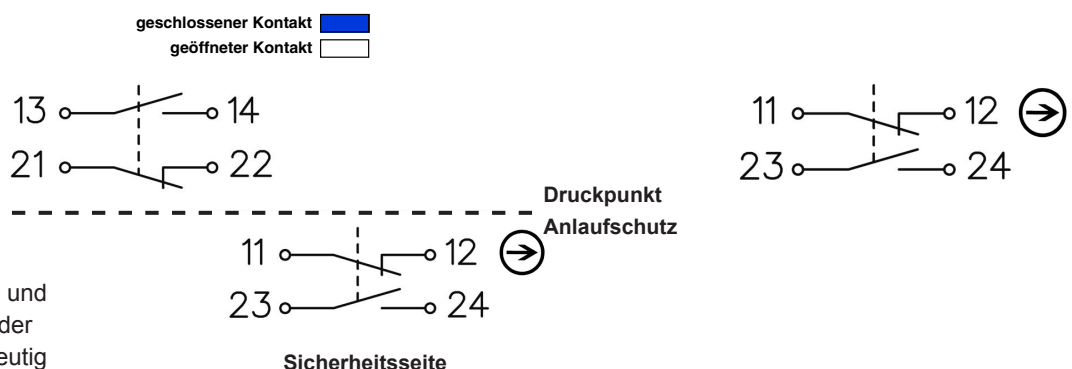 geschlossener Kontakt
geöffneter Kontakt
13 14
21 22
11 12
23 24
Druckpunkt
Anlaufschutz
11 12
23 24
und
der
eutig
Sicherheitsseite